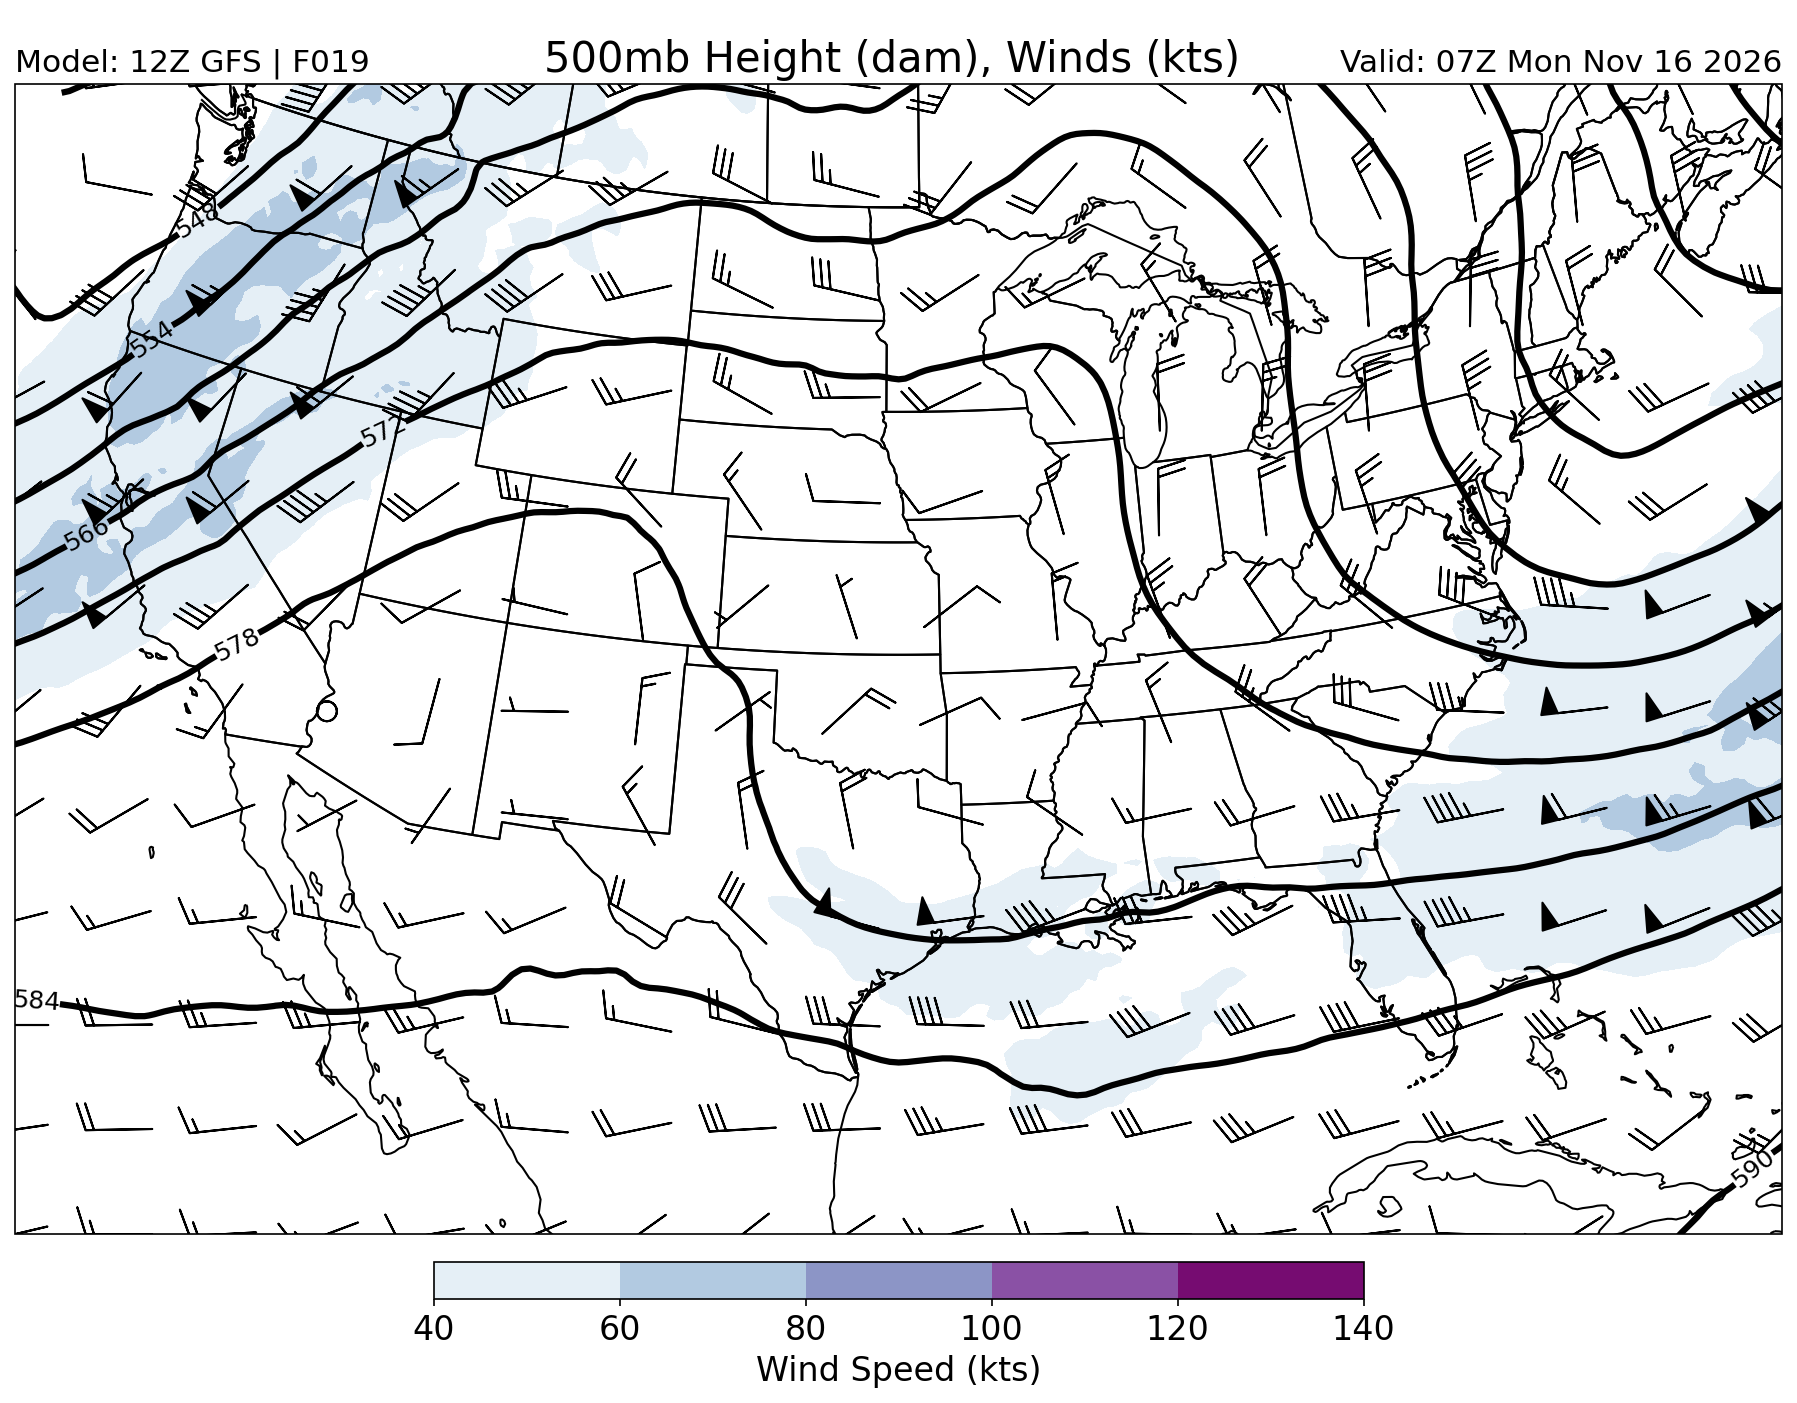 Model: 12Z GFS | F019
500mb Height (dam), Winds (kts)
Valid: 07Z Mon Nov 16 2026
548
554
572
566
578
584
590
40 60 80 100 120 140
Wind Speed (kts)